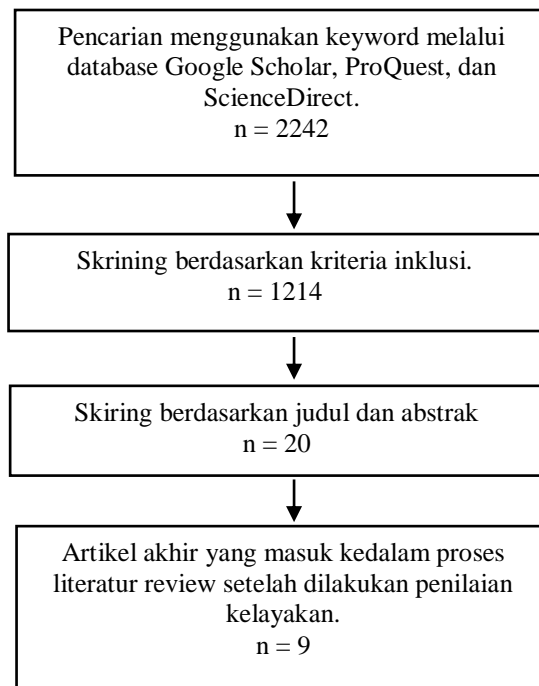 Pencarian menggunakan keyword melalui
database Google Scholar, ProQuest, dan
ScienceDirect.
n = 2242
Skrining berdasarkan kriteria inklusi.
n = 1214
Skiring berdasarkan judul dan abstrak
n = 20
Artikel akhir yang masuk kedalam proses
literatur review setelah dilakukan penilaian
kelayakan.
n = 9